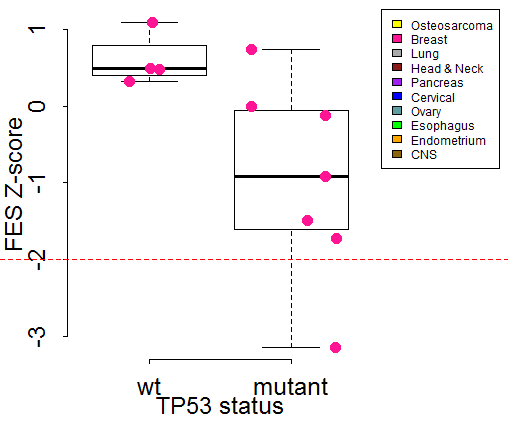 FES Z-score
1
0
-1
-2
-3
wt
mutant
TP53 status
Osteosarcoma
Breast
Lung
Head & Neck
Pancreas
Cervical
Ovary
Esophagus
Endometrium
CNS